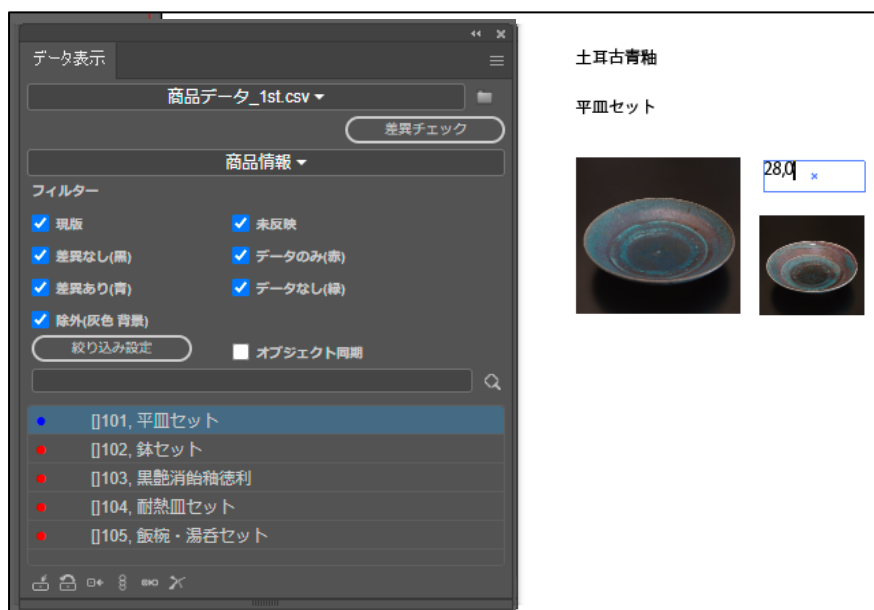 データ表示
商品データ_1st.csv
差異チェック
商品情報
フィルター
現版
未反映
差異なし(黒)
データのみ(赤)
差異あり(青)
データなし(緑)
除外(灰色 背景)
絞り込み設定
オブジェクト同期
[]101, 平皿セット
[]102, 鉢セット
[]103, 黒艶消飴釉徳利
[]104, 耐熱皿セット
[]105, 飯椀・湯呑セット
土耳古青釉
平皿セット
28,0